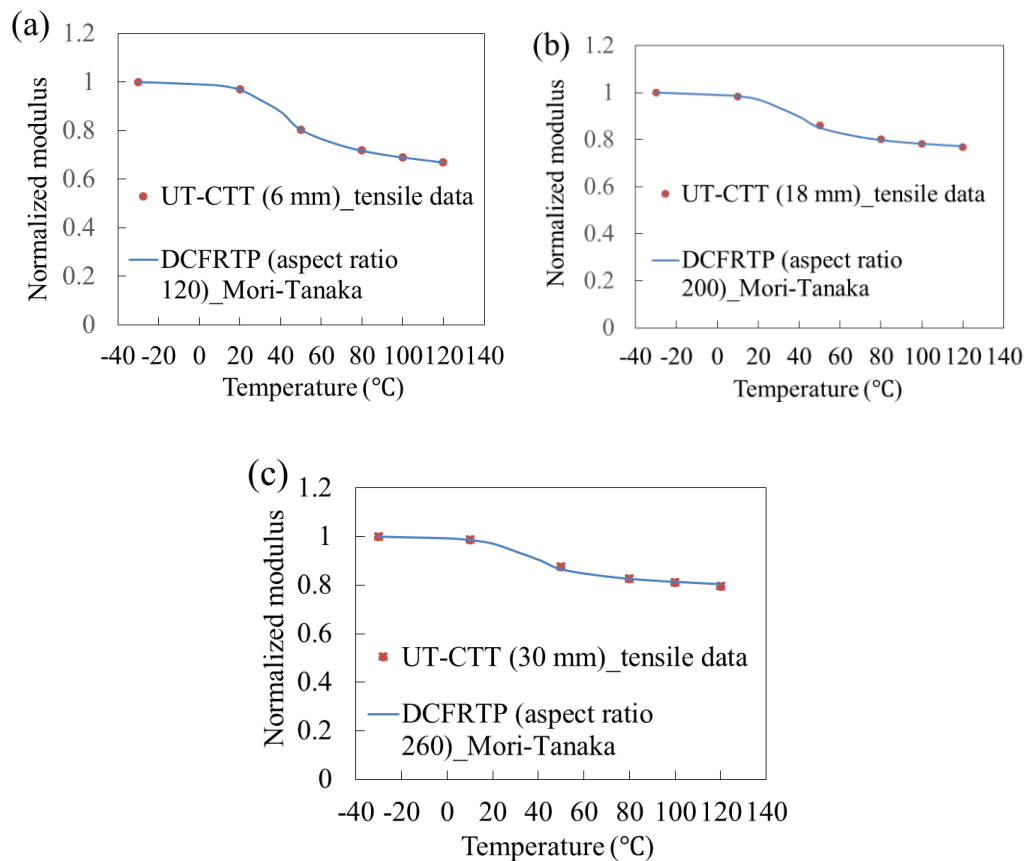 (a)
1.2
1
0.8
0.6
0.4
0.2
0
Normalized modulus
UT-CTT (6 mm)_tensile data
DCFRTP (aspect ratio
120)_Mori-Tanaka
-40 -20 0 20 40 60 80 100 120 140
Temperature (℃)
(b)
1.2
1
0.8
0.6
0.4
0.2
0
Normalized modulus
UT-CTT (18 mm)_tensile data
DCFRTP (aspect ratio
200)_Mori-Tanaka
-40 -20 0 20 40 60 80 100 120 140
Temperature (℃)
(c)
1.2
1
0.8
0.6
0.4
0.2
0
Normalized modulus
UT-CTT (30 mm)_tensile data
DCFRTP (aspect ratio
260)_Mori-Tanaka
-40 -20 0 20 40 60 80 100 120 140
Temperature (℃)